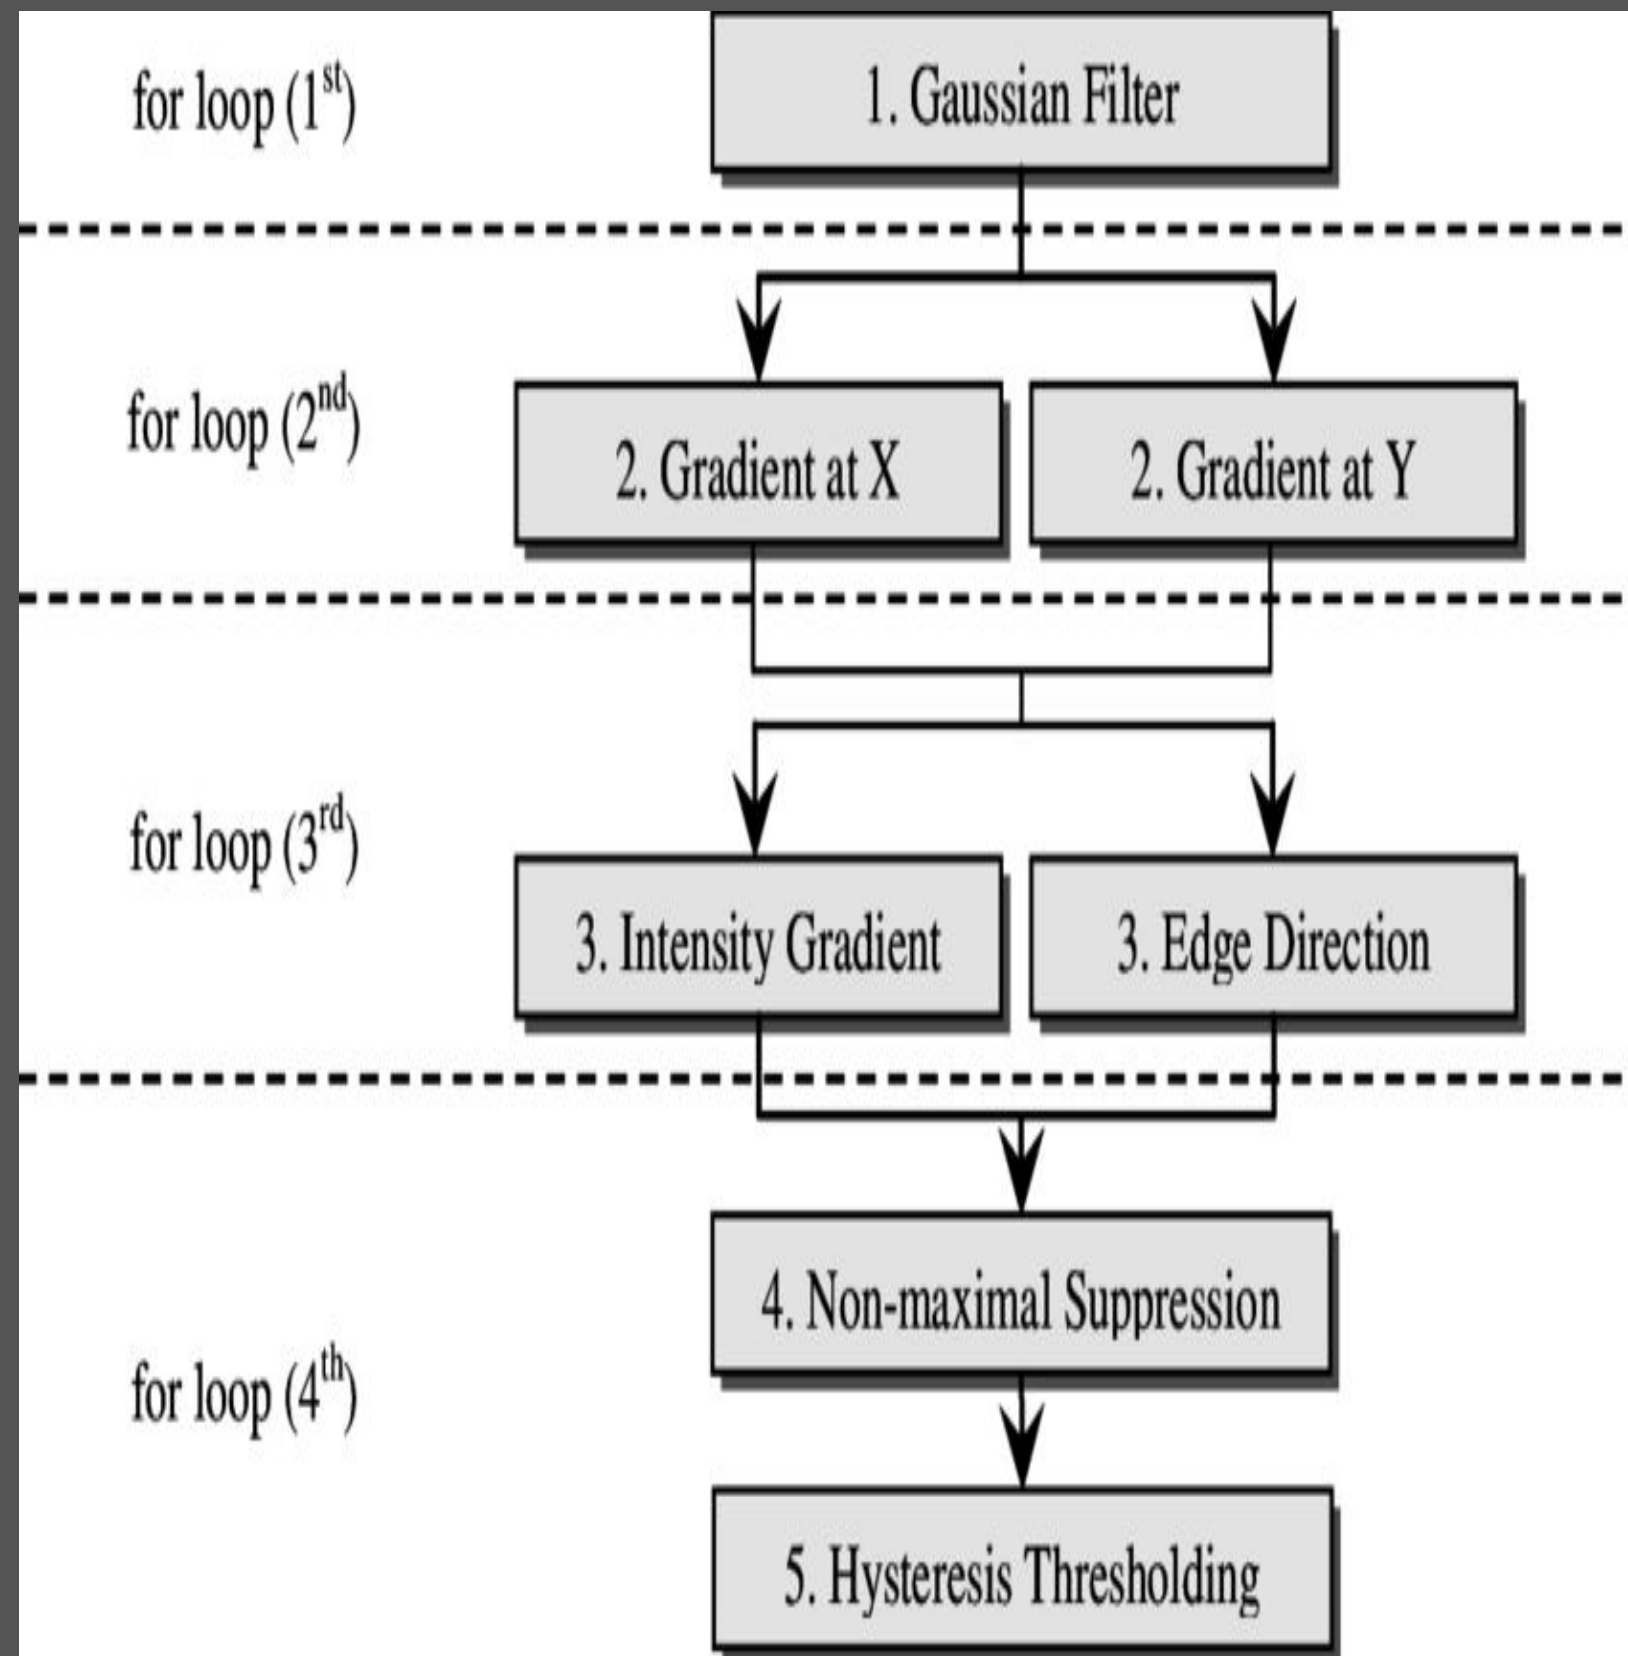 for loop (1st)
1. Gaussian Filter
for loop (2nd)
2. Gradient at X
2. Gradient at Y
for loop (3rd)
3. Intensity Gradient
3. Edge Direction
for loop (4th)
4. Non-maximal Suppression
5. Hysteresis Thresholding